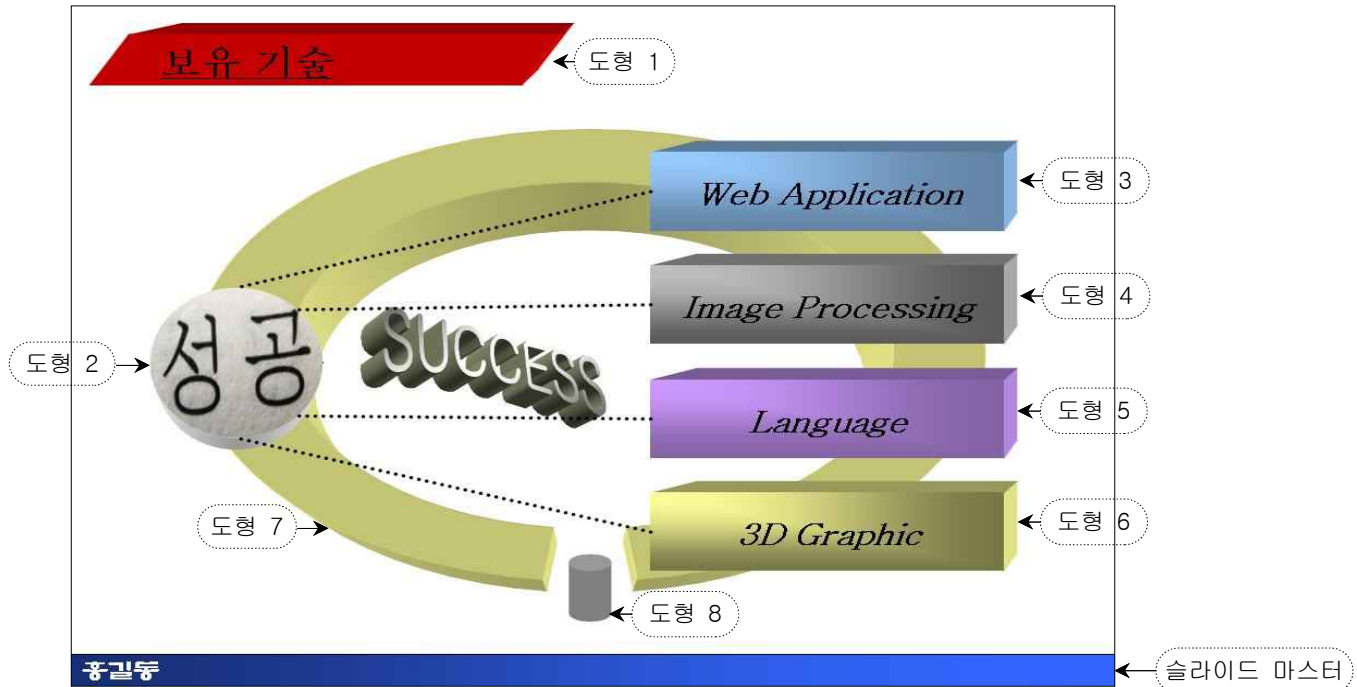 보유 기술
도형 1
Web Application
도형 3
Image Processing
도형 4
성공
SUCCESS
도형 2
Language
도형 5
3D Graphic
도형 6
도형 7
도형 8
홍길동
슬라이드 마스터